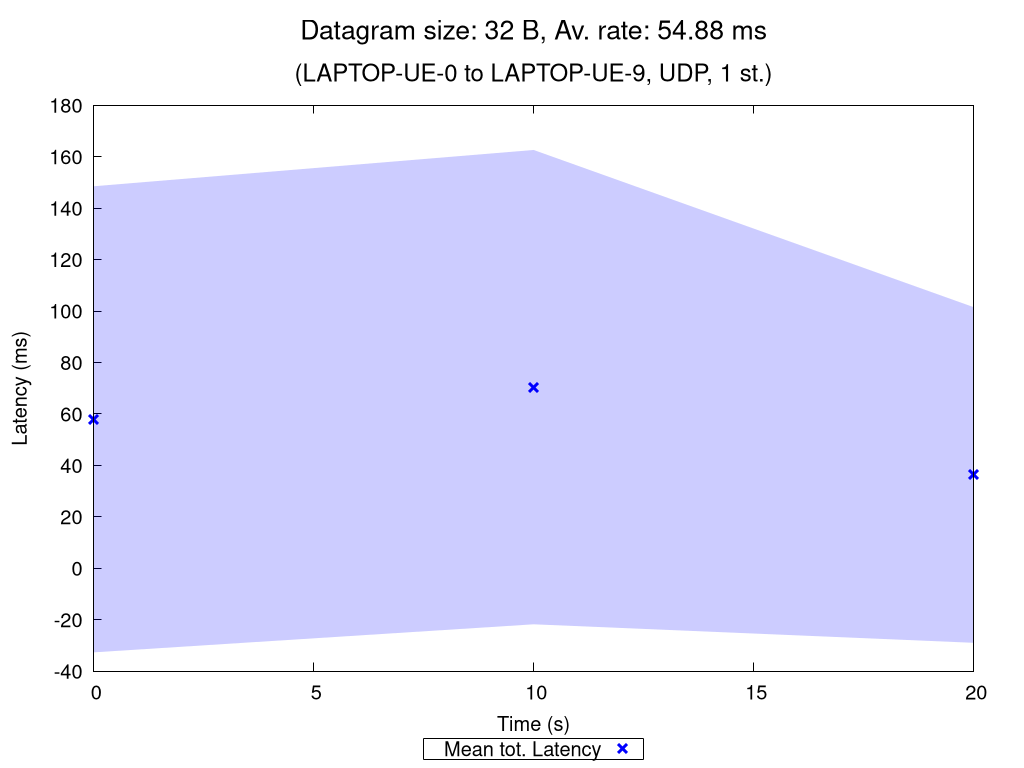 Datagram size: 32 B, Av. rate: 54.88 ms
(LAPTOP-UE-0 to LAPTOP-UE-9, UDP, 1 st.)
180
160
140
120
100
80
60
40
20
0
-20
-40
Latency (ms)
0 5 10 15 20
Time (s)
Mean tot. Latency